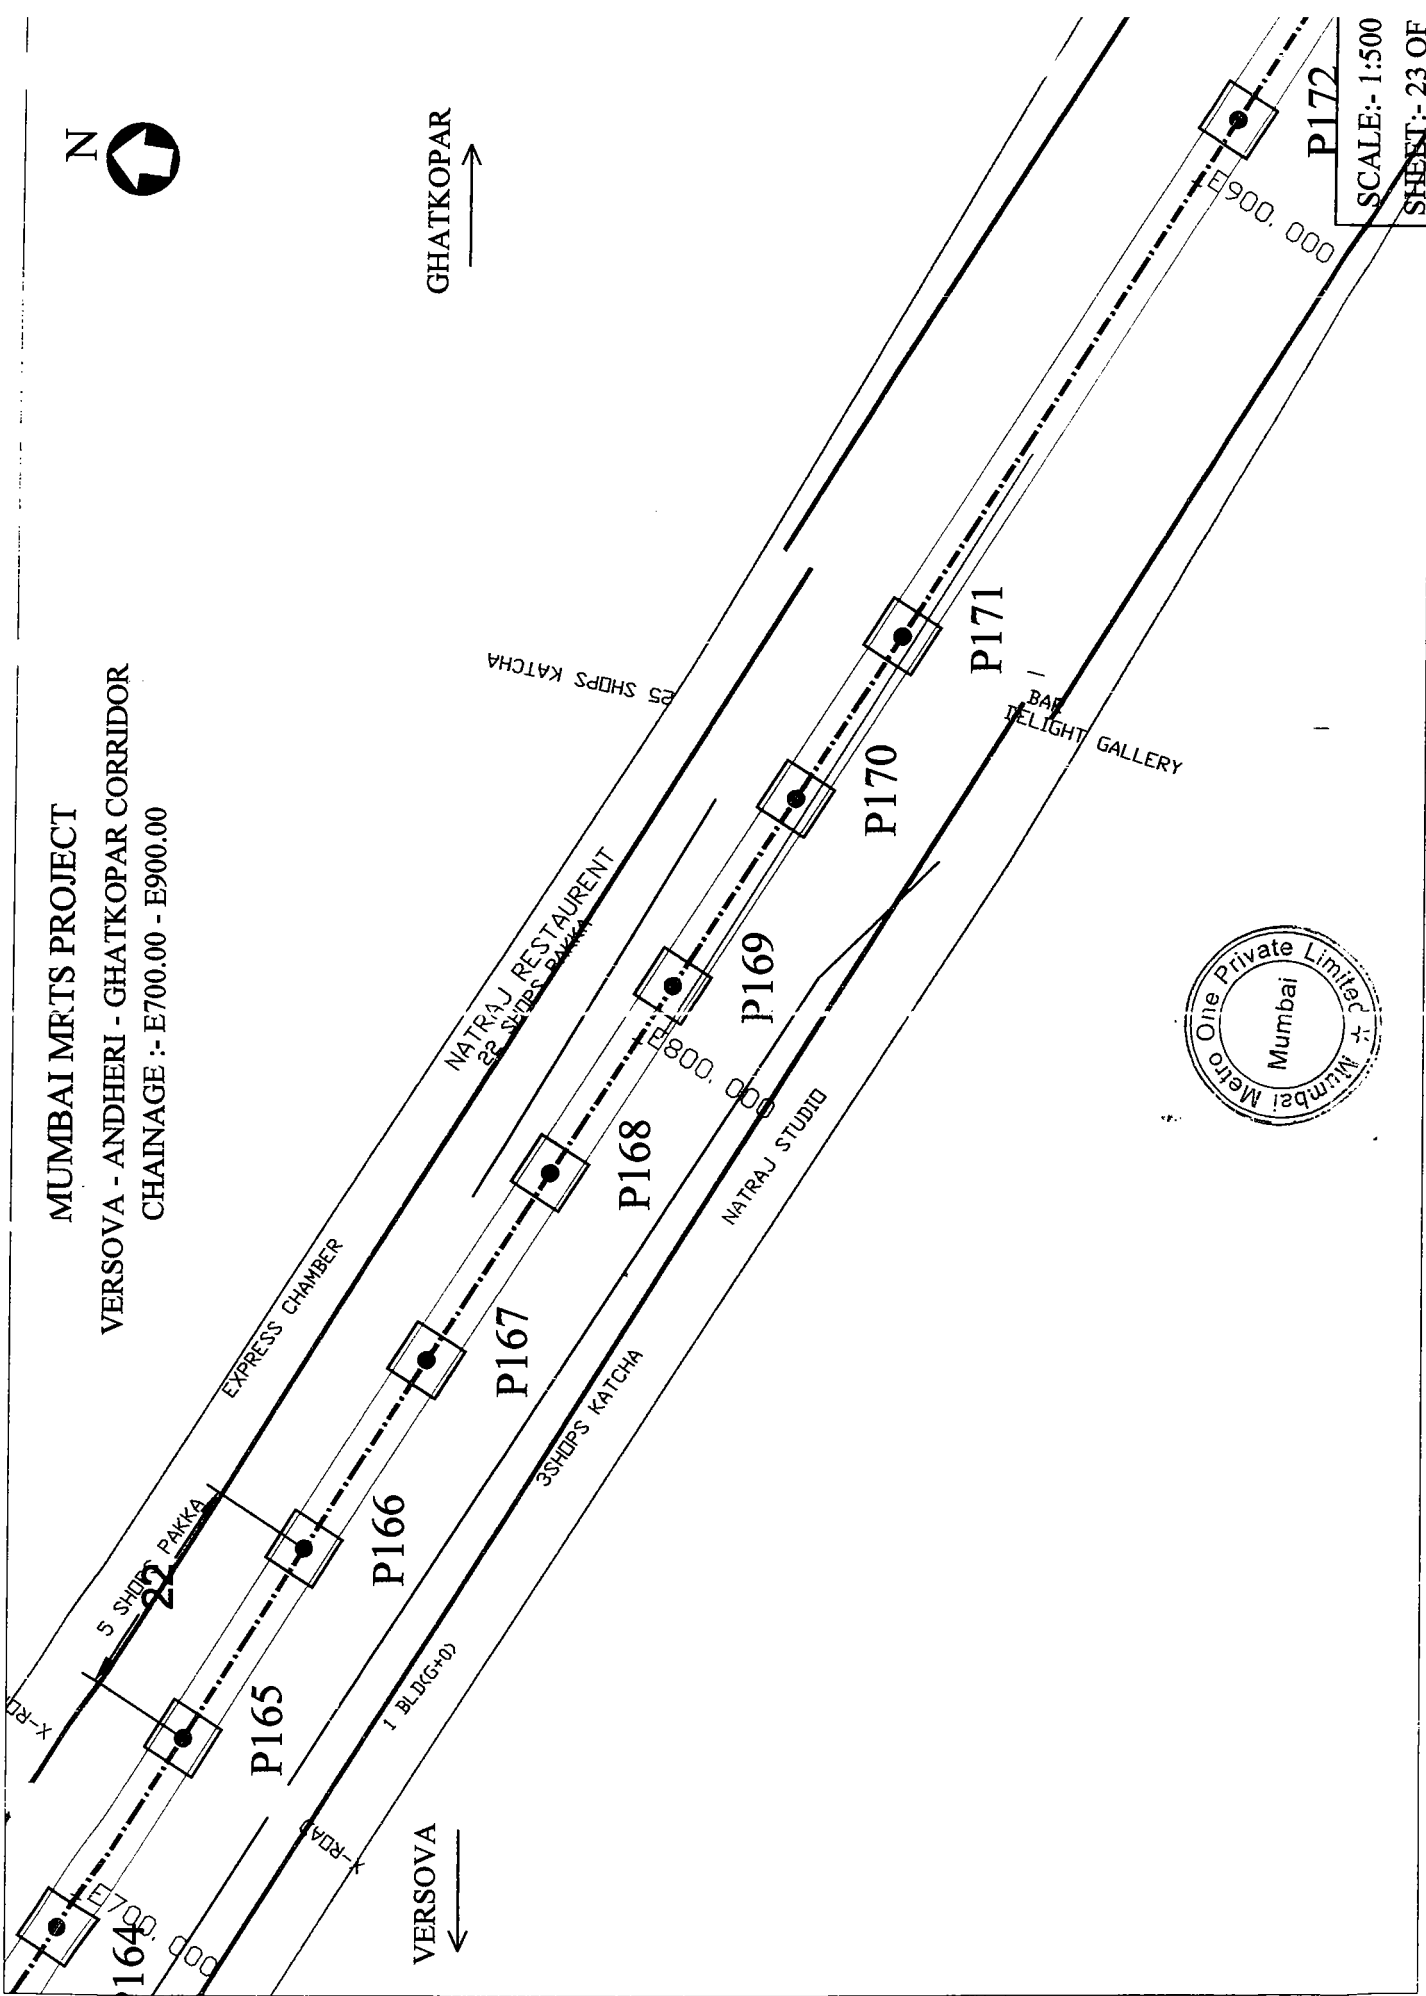 MUMBAI MRTS PROJECT
VERSOVA - ANDHERI - GHATKOPAR CORRIDOR
CHAINAGE :- E700.00 - E900.00
N
GHATKOPAR
VERSOVA
X-RD
5 SHOPS PAKKA
22
EXPRESS CHAMBER
NATRAJ RESTAURENT
22 SHOPS PAKKA
25 SHOPS KATCHA
P164
P165
P166
P167
P168
P169
P170
P171
P172
E700.000
E800.000
E900.000
X-ROAD
1 BLD(G+0)
3SHOPS KATCHA
NATRAJ STUDIO
BAR
DELIGHT GALLERY
Mumbai Metro One Private Limited
Mumbai
SCALE:- 1:500
SHEET:- 23 OF